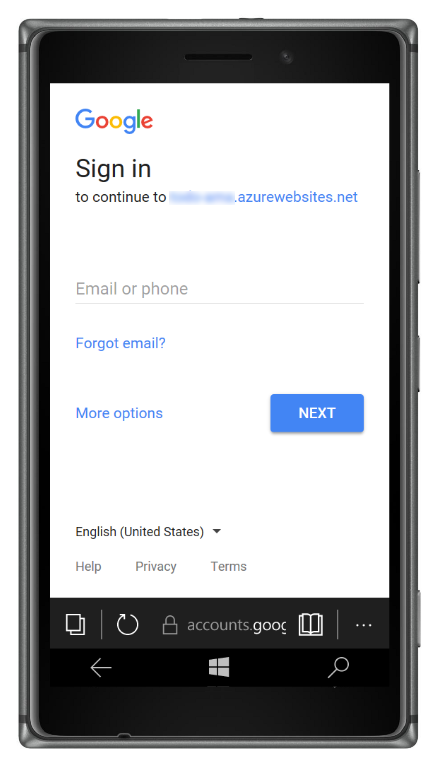 Google
Sign in
to continue to .azurewebsites.net
Email or phone
Forgot email?
More options
NEXT
English (United States)
Help Privacy Terms
accounts.goog